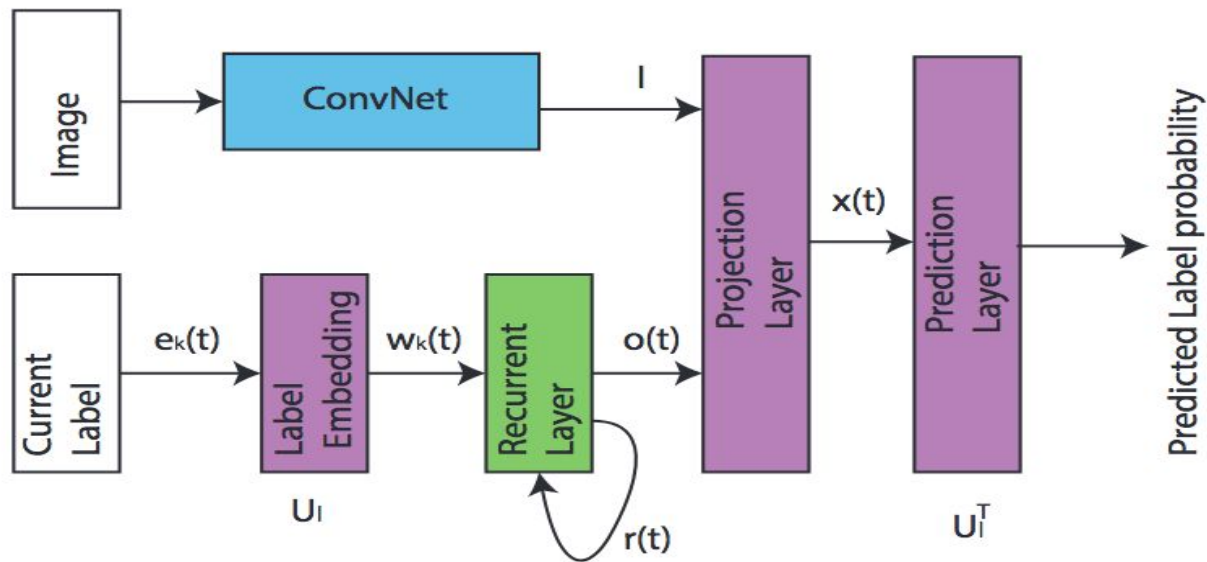 Image
ConvNet
I
Projection
Layer
x(t)
Prediction
Layer
Predicted Label probability
Current
Label
eₖ(t)
Label
Embedding
Uₗ
wₖ(t)
Recurrent
Layer
r(t)
o(t)
Uₗᵀ